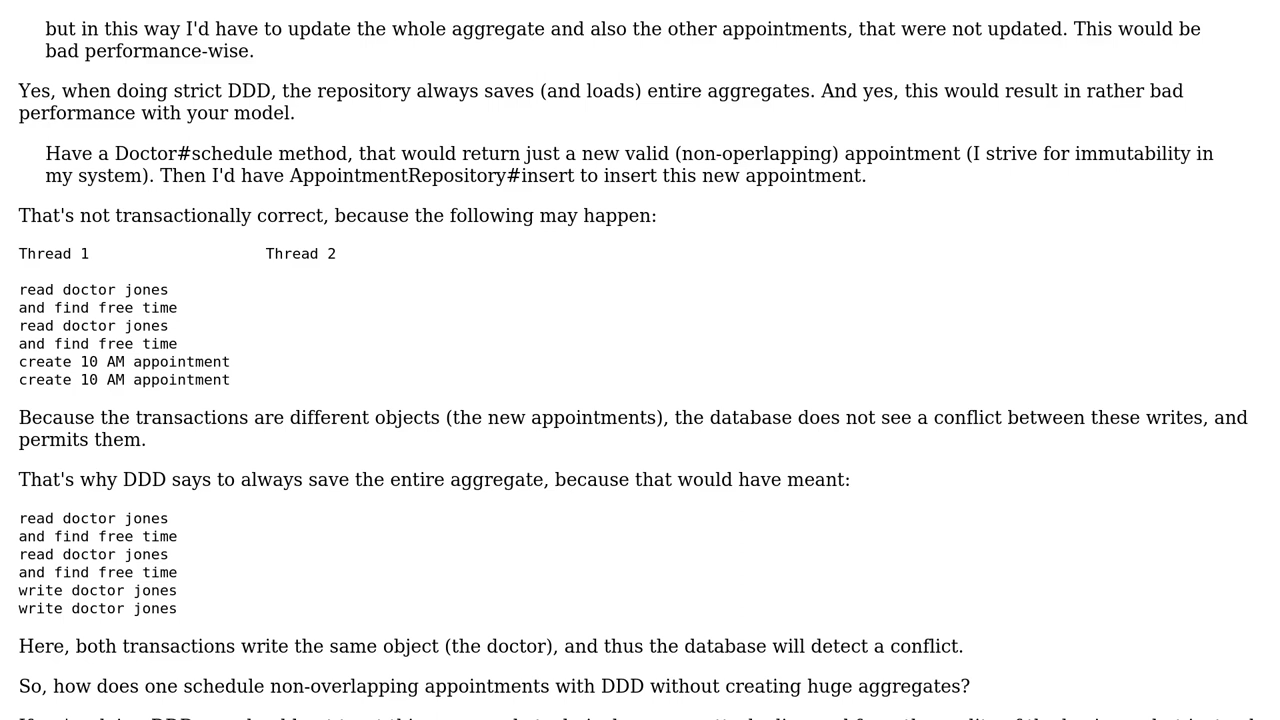 but in this way I'd have to update the whole aggregate and also the other appointments, that were not updated. This would be
bad performance-wise.
Yes, when doing strict DDD, the repository always saves (and loads) entire aggregates. And yes, this would result in rather bad
performance with your model.
Have a Doctor#schedule method, that would return just a new valid (non-operlapping) appointment (I strive for immutability in
my system). Then I'd have AppointmentRepository#insert to insert this new appointment.
That's not transactionally correct, because the following may happen:
Thread 1                    Thread 2
read doctor jones
and find free time
read doctor jones
and find free time
create 10 AM appointment
create 10 AM appointment
Because the transactions are different objects (the new appointments), the database does not see a conflict between these writes, and
permits them.
That's why DDD says to always save the entire aggregate, because that would have meant:
read doctor jones
and find free time
read doctor jones
and find free time
write doctor jones
write doctor jones
Here, both transactions write the same object (the doctor), and thus the database will detect a conflict.
So, how does one schedule non-overlapping appointments with DDD without creating huge aggregates?